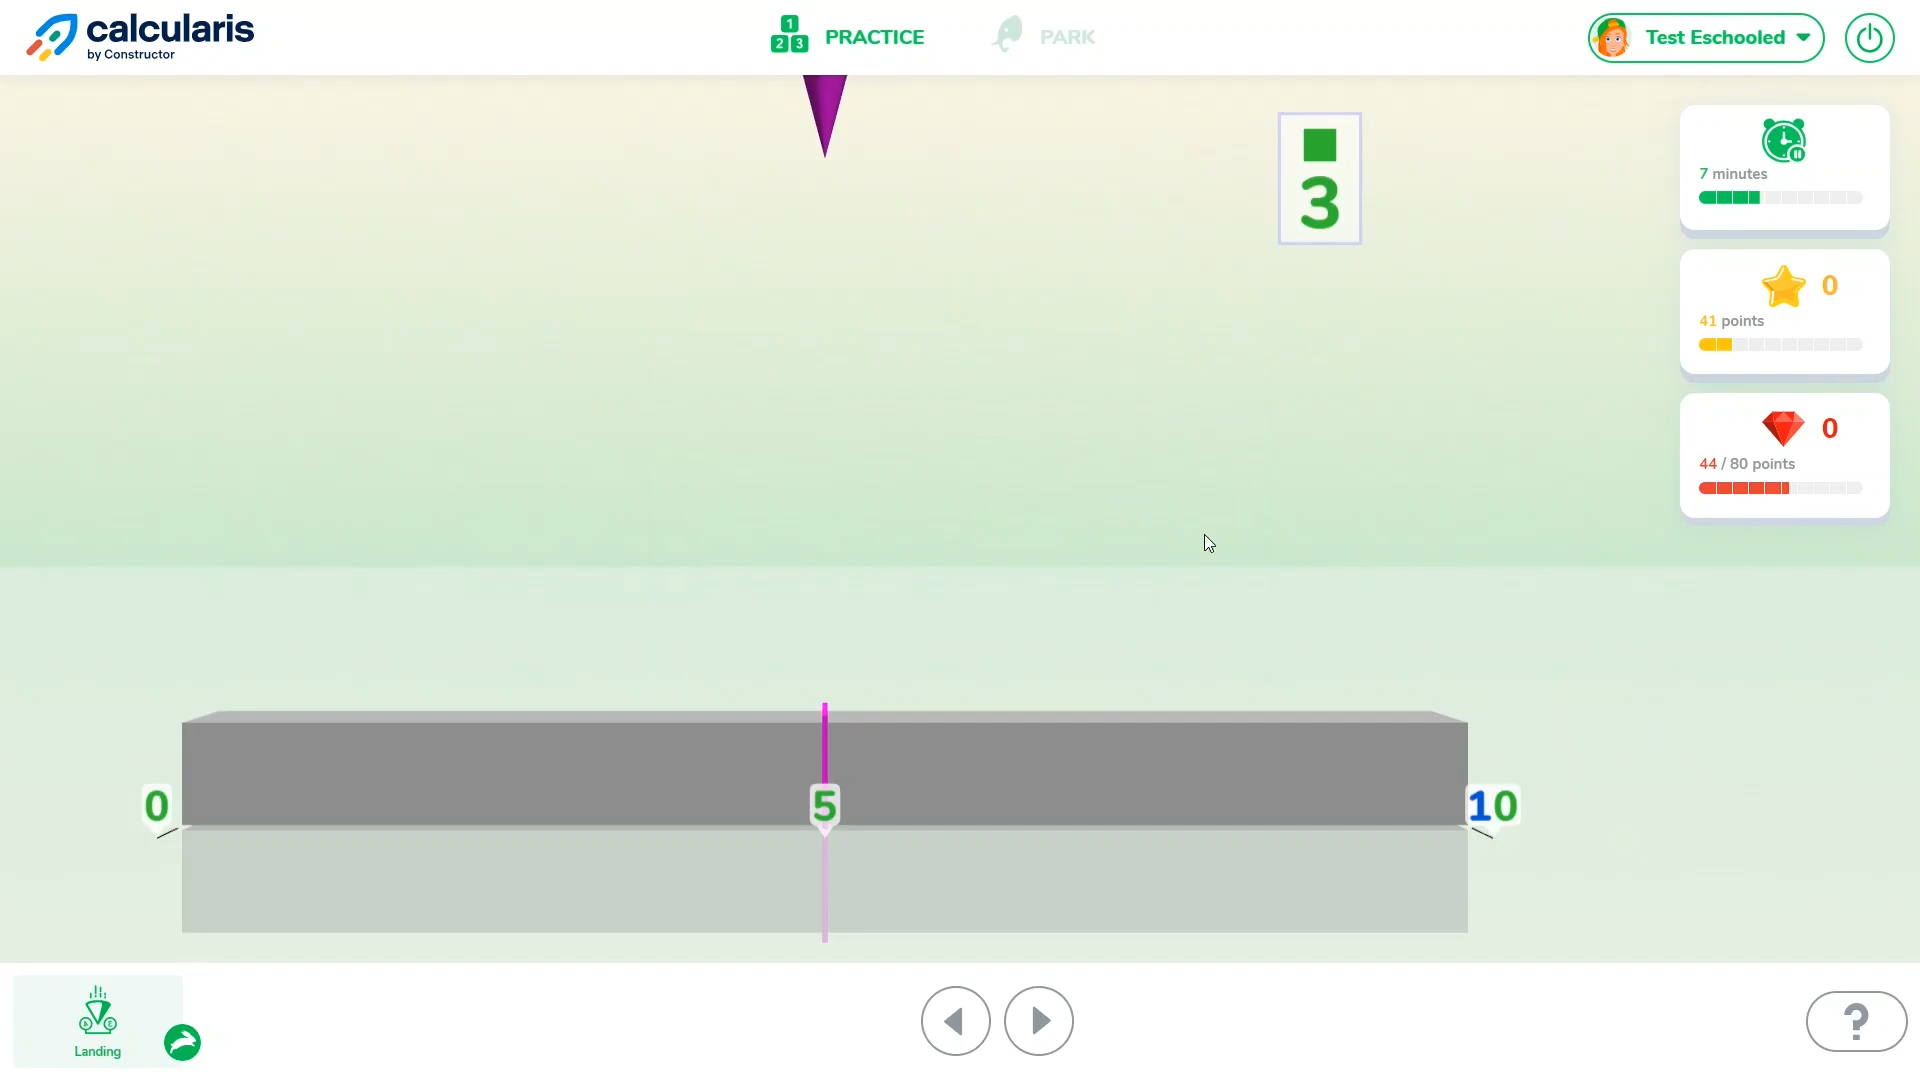 calcularis
by Constructor
1
2 3
PRACTICE
PARK
Test Eschooled
3
7 minutes
0
41 points
0
44 / 80 points
0
5
10
Landing
?